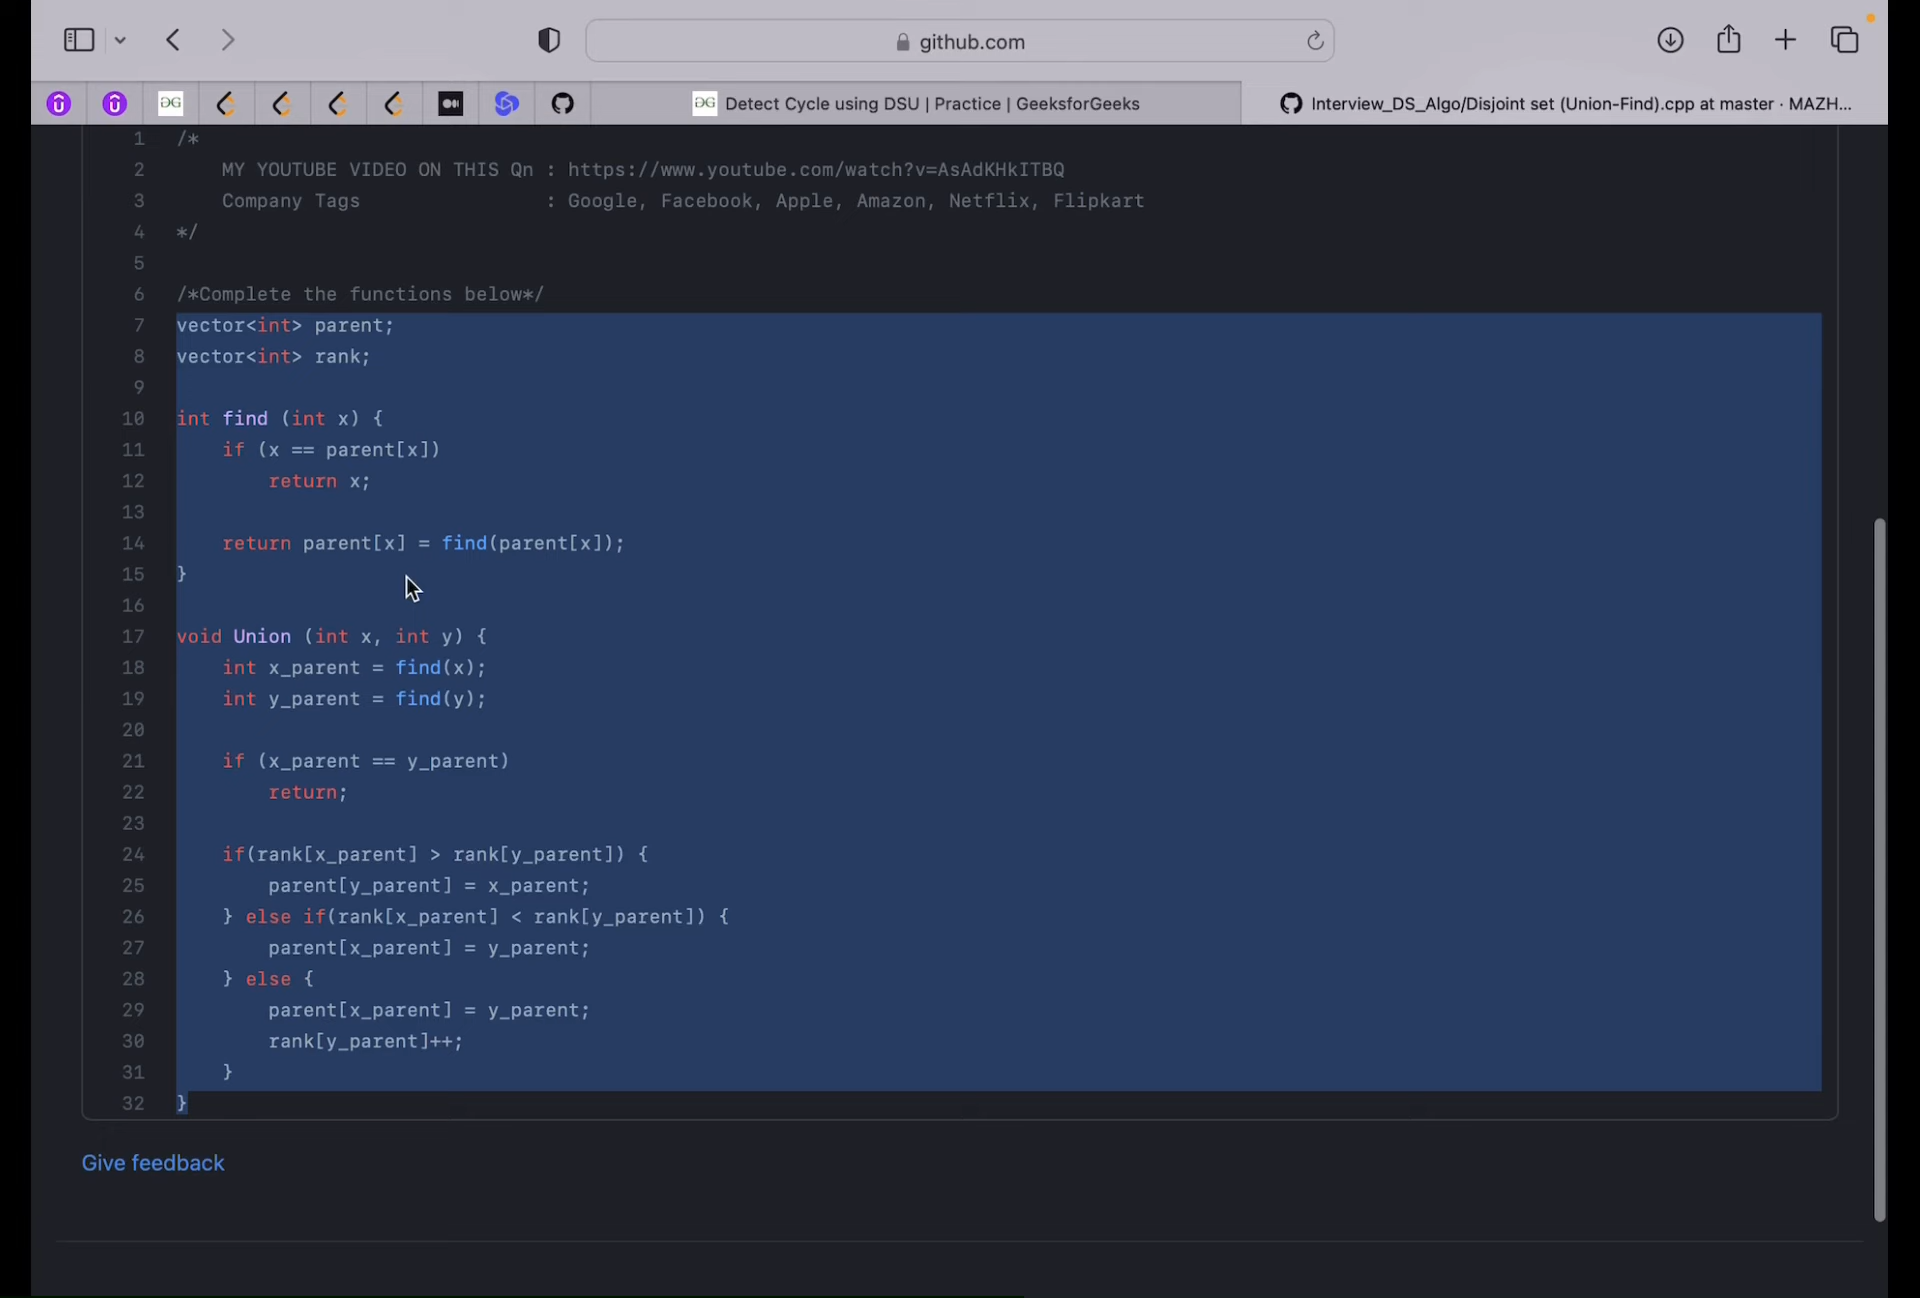 github.com
Detect Cycle using DSU | Practice | GeeksforGeeks
Interview_DS_Algo/Disjoint set (Union-Find).cpp at master · MAZH...
1 /*
2 MY YOUTUBE VIDEO ON THIS Qn : https://www.youtube.com/watch?v=AsAdKHkITBQ
3 Company Tags : Google, Facebook, Apple, Amazon, Netflix, Flipkart
4 */
5
6 /*Complete the functions below*/
7 vector<int> parent;
8 vector<int> rank;
9
10 int find (int x) {
11 if (x == parent[x])
12 return x;
13
14 return parent[x] = find(parent[x]);
15 }
16
17 void Union (int x, int y) {
18 int x_parent = find(x);
19 int y_parent = find(y);
20
21 if (x_parent == y_parent)
22 return;
23
24 if(rank[x_parent] > rank[y_parent]) {
25 parent[y_parent] = x_parent;
26 } else if(rank[x_parent] < rank[y_parent]) {
27 parent[x_parent] = y_parent;
28 } else {
29 parent[x_parent] = y_parent;
30 rank[y_parent]++;
31 }
32 }
Give feedback